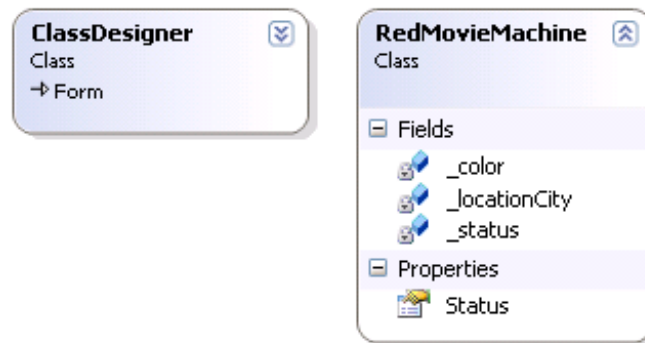 ClassDesigner
Class
Form
RedMovieMachine
Class
Fields
_color
_locationCity
_status
Properties
Status